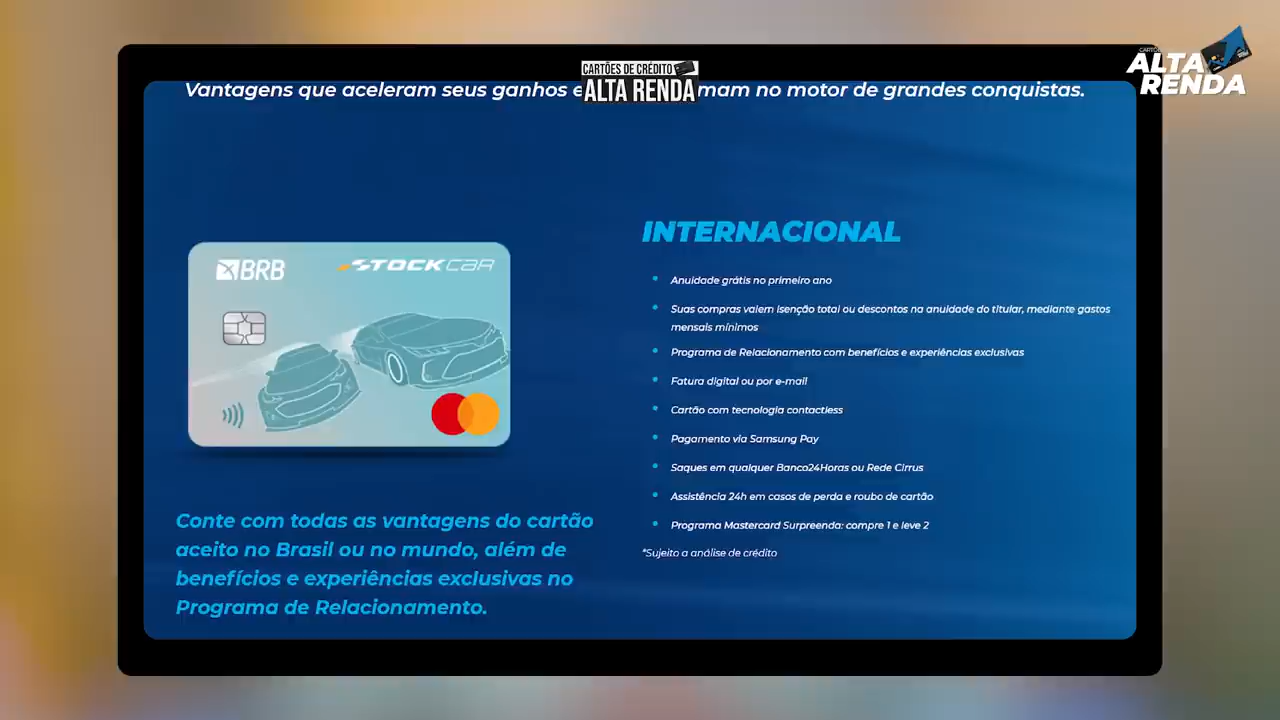 CARTÕES DE CRÉDITO
ALTA RENDA
ALTA
RENDA
Vantagens que aceleram seus ganhos e mam no motor de grandes conquistas.
INTERNACIONAL
BRB
STOCK CAR
Anuidade grátis no primeiro ano
Suas compras valem isenção total ou descontos na anuidade do titular, mediante gastos
mensais mínimos
Programa de Relacionamento com benefícios e experiências exclusivas
Fatura digital ou por e-mail
Cartão com tecnologia contactless
Pagamento via Samsung Pay
Saques em qualquer Banco24Horas ou Rede Cirrus
Assistência 24h em casos de perda e roubo de cartão
Programa Mastercard Surpreenda: compre 1 e leve 2
*Sujeito a análise de crédito
Conte com todas as vantagens do cartão
aceito no Brasil ou no mundo, além de
benefícios e experiências exclusivas no
Programa de Relacionamento.